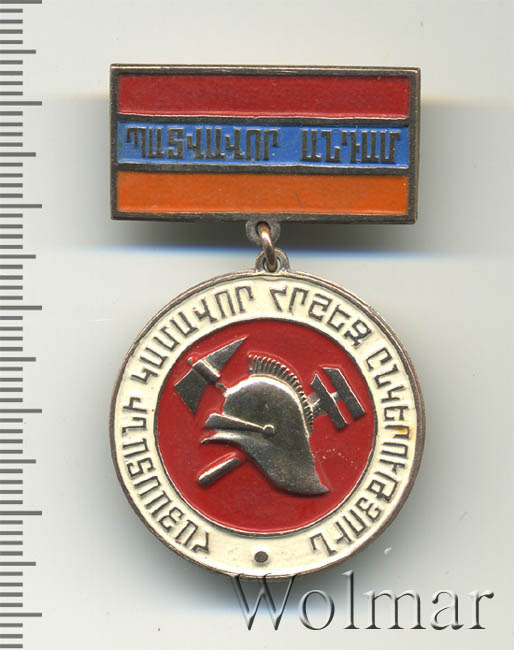 ՊԱՏՎԱՎՈՐ ԱՆԴԱՄ
ՀԱՅԱՍՏԱՆԻ ԿԱՄԱՎՈՐ ՀՐՇԵՋ ԸՆԿԵՐՈՒԹՅՈՒՆ
Wolmar